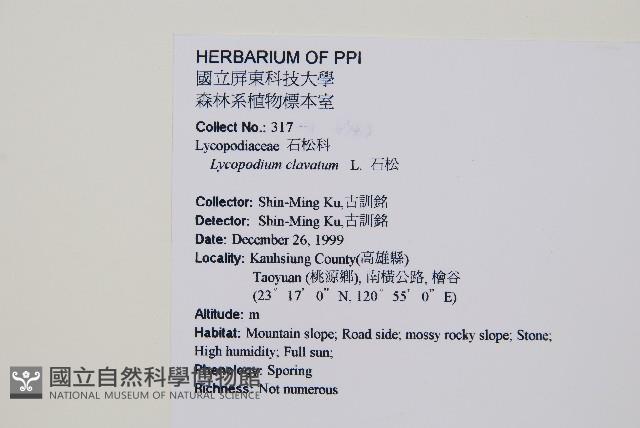 HERBARIUM OF PPI
國立屏東科技大學
森林系植物標本室
Collect No.: 317
Lycopodiaceae 石松科
Lycopodium clavatum L. 石松
Collector: Shin-Ming Ku,古訓銘
Detector: Shin-Ming Ku,古訓銘
Date: December 26, 1999
Locality: Kauhsiung County(高雄縣)
Taoyuan (桃源鄉), 南橫公路, 檜谷
(23° 17' 0" N, 120° 55' 0" E)
Altitude: m
Habitat: Mountain slope; Road side; mossy rocky slope; Stone;
High humidity; Full sun;
Phenology: Sporing
Richness: Not numerous
國立自然科學博物館
NATIONAL MUSEUM OF NATURAL SCIENCE